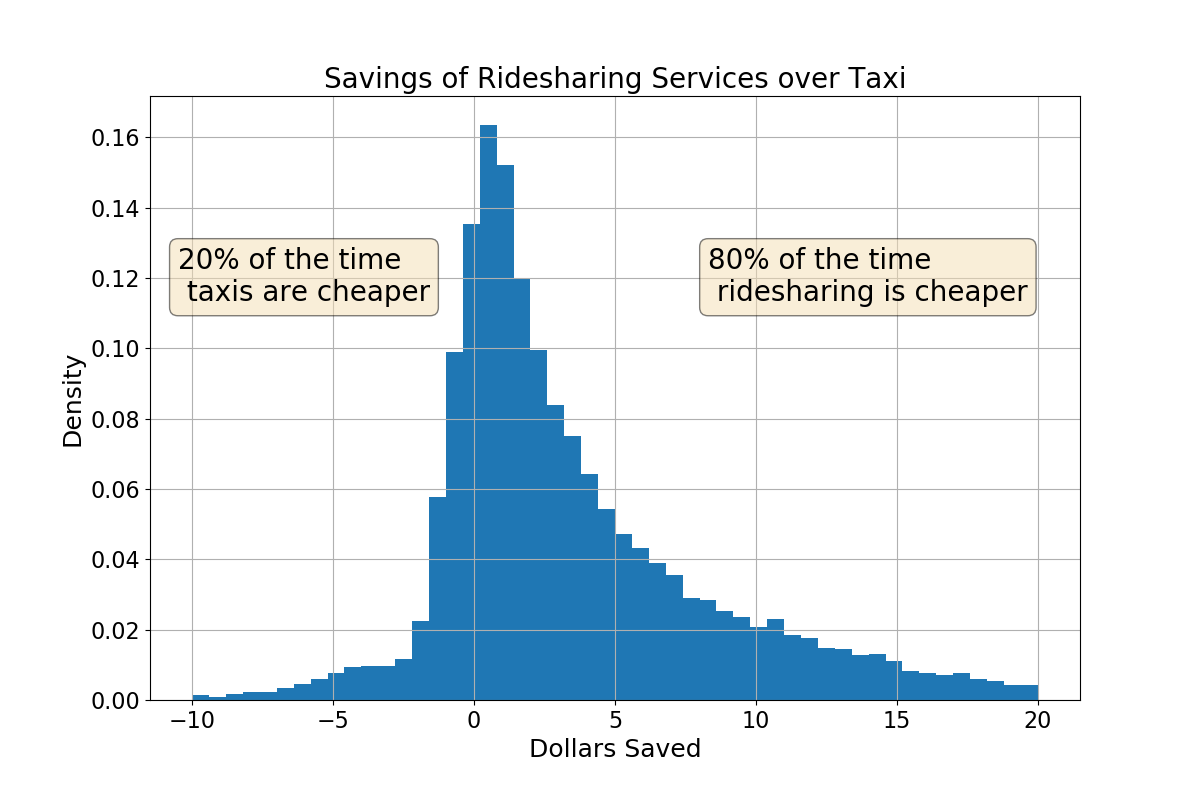 Savings of Ridesharing Services over Taxi
0.16
0.14
0.12
0.10
0.08
0.06
0.04
0.02
0.00
Density
20% of the time
taxis are cheaper
80% of the time
ridesharing is cheaper
−10
−5
0
5
10
15
20
Dollars Saved